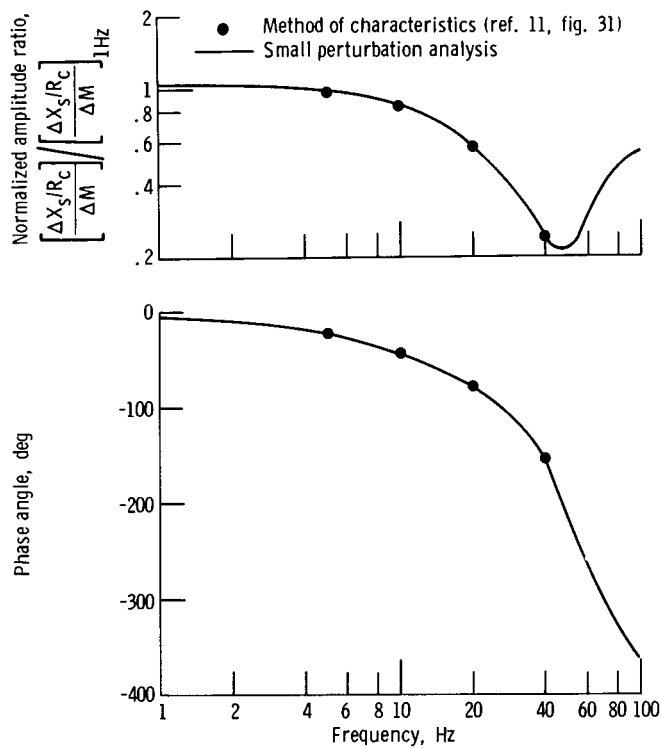 Method of characteristics (ref. 11, fig. 31)
Small perturbation analysis
Normalized amplitude ratio,
[ΔX_S/R_C / ΔM] / [ΔX_S/R_C / ΔM]_1Hz
2
1
.8
.6
.4
.2
Phase angle, deg
0
-100
-200
-300
-400
1 2 4 6 8 10 20 40 60 80 100
Frequency, Hz